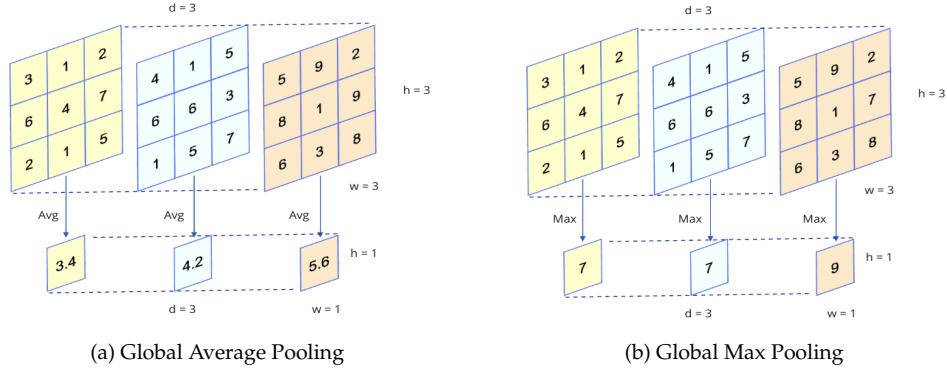 d = 3
3 1 2
6 4 7
2 1 5
4 1 5
6 6 3
1 5 7
5 9 2
8 1 9
6 3 8
h = 3
w = 3
Avg
Avg
Avg
3.4
4.2
5.6
h = 1
d = 3
w = 1
(a) Global Average Pooling
d = 3
3 1 2
6 4 7
2 1 5
4 1 5
6 6 3
1 5 7
5 9 2
8 1 7
6 3 8
h = 3
w = 3
Max
Max
Max
7
7
9
h = 1
d = 3
w = 1
(b) Global Max Pooling